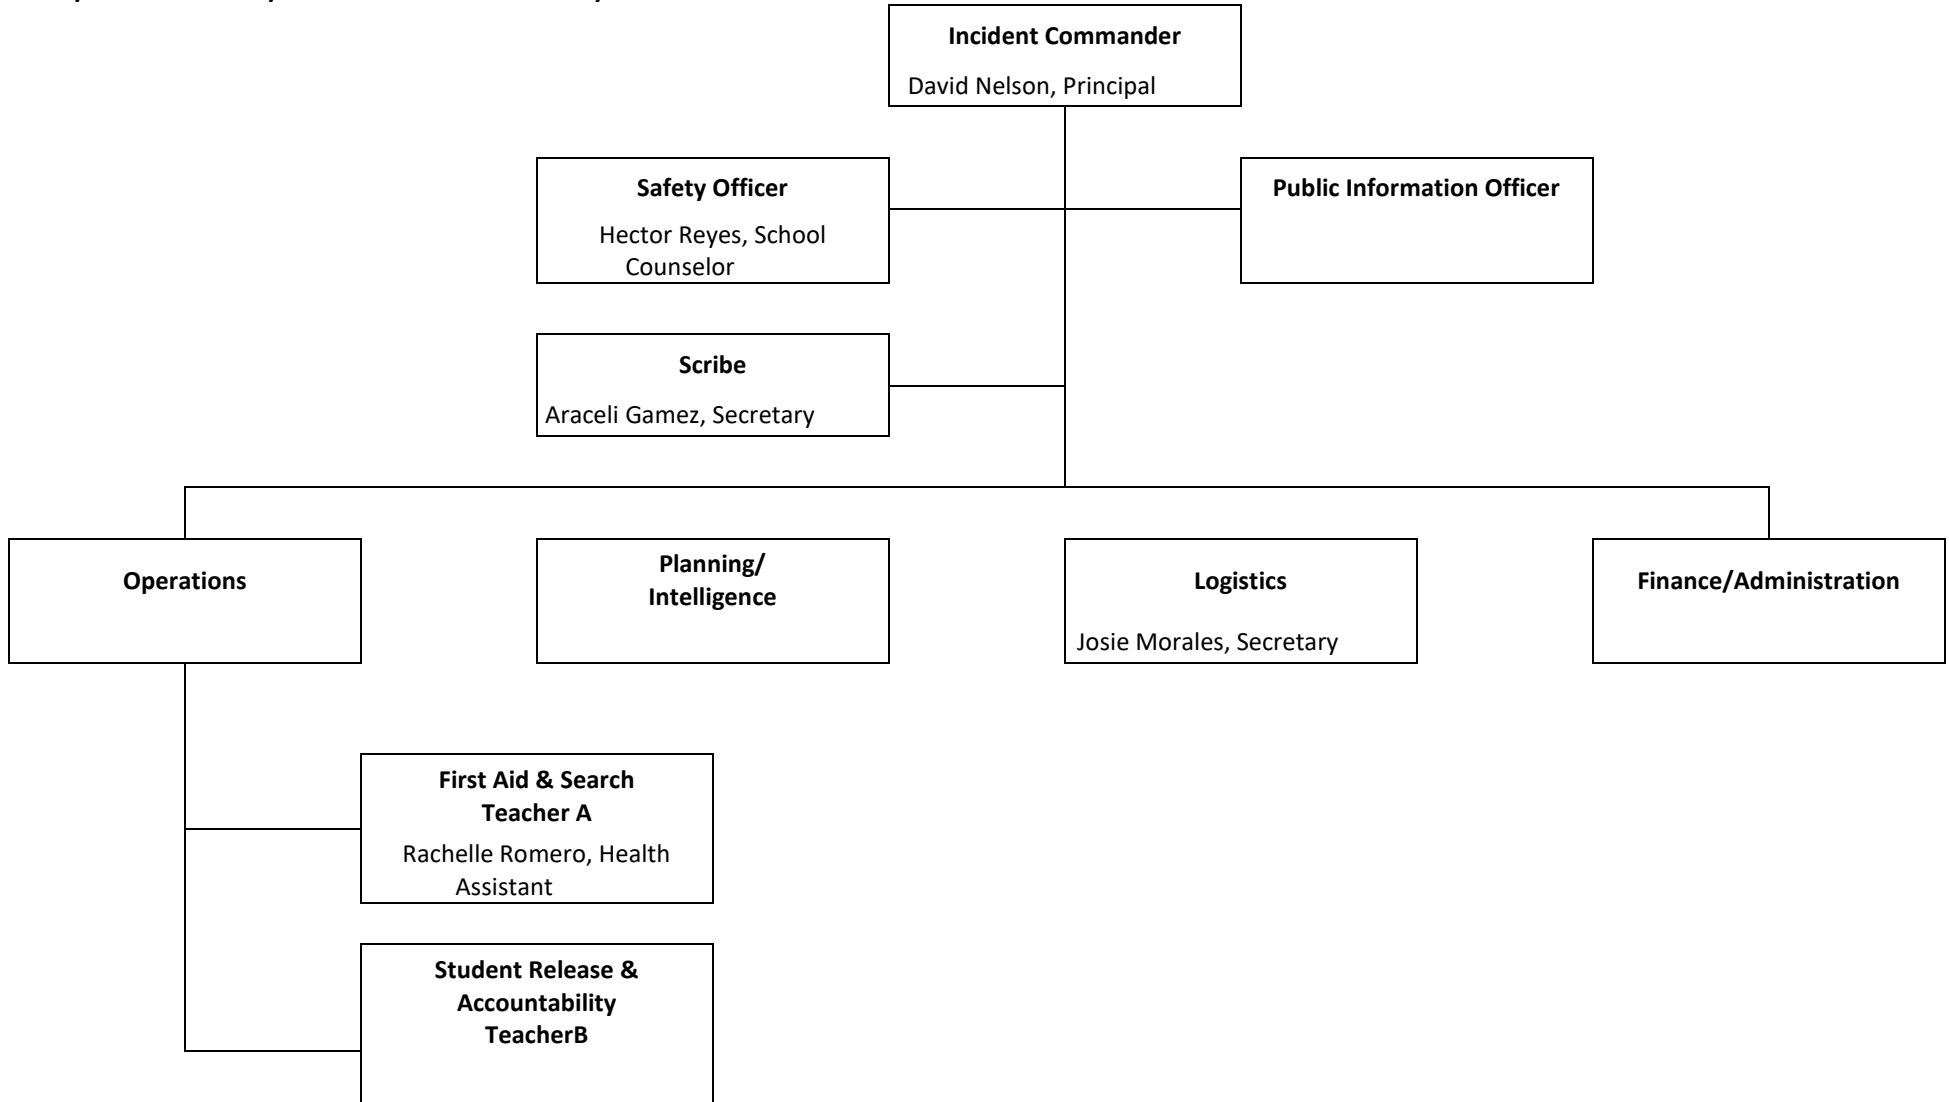 Incident Commander
David Nelson, Principal
Safety Officer
Hector Reyes, School
Counselor
Public Information Officer
Scribe
Araceli Gamez, Secretary
Operations
Planning/
Intelligence
Logistics
Josie Morales, Secretary
Finance/Administration
First Aid & Search
Teacher A
Rachelle Romero, Health
Assistant
Student Release &
Accountability
TeacherB